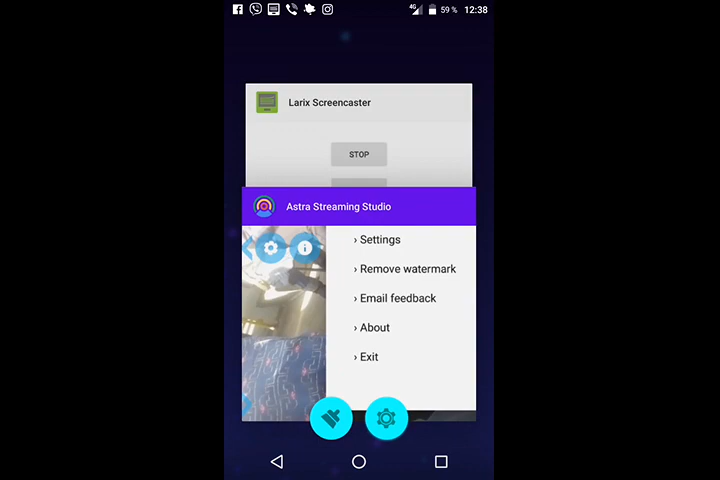 4G 59 % 12:38
Larix Screencaster
STOP
Astra Streaming Studio
› Settings
› Remove watermark
› Email feedback
› About
› Exit